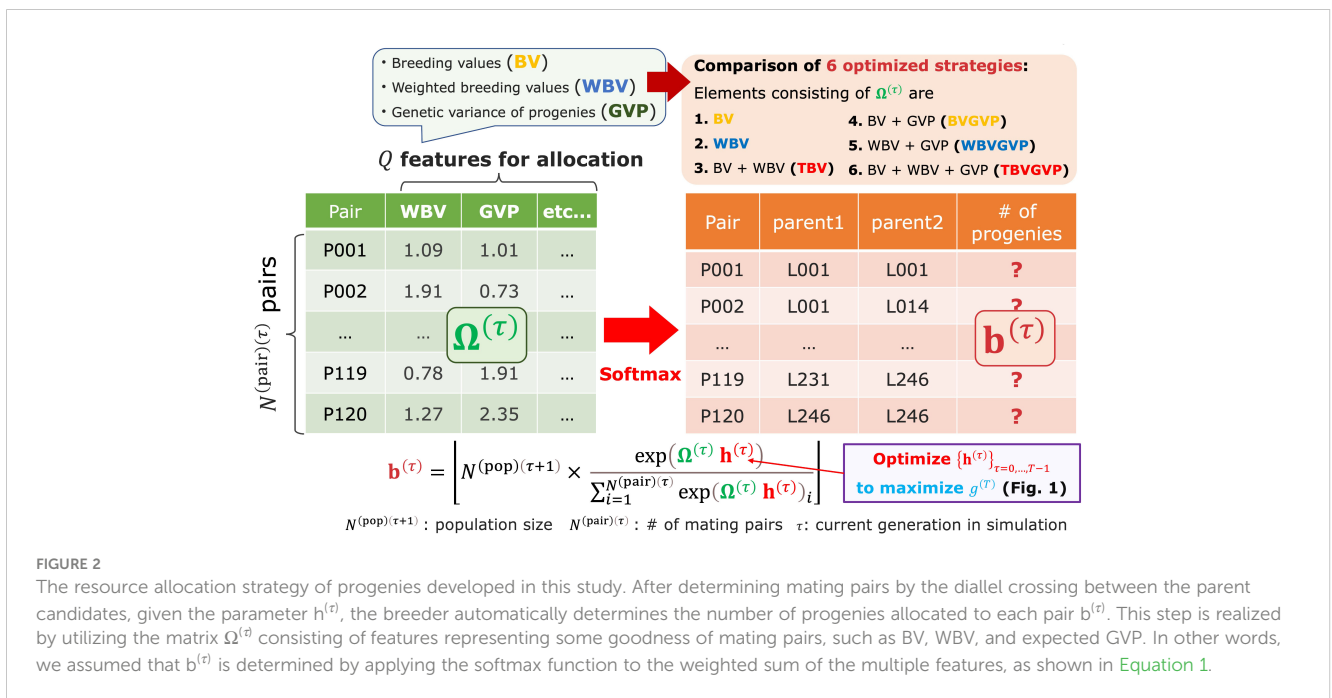 • Breeding values (BV)
• Weighted breeding values (WBV)
• Genetic variance of progenies (GVP)
Comparison of 6 optimized strategies:
Elements consisting of Ω^(τ) are
1. BV
2. WBV
3. BV + WBV (TBV)
4. BV + GVP (BVGVP)
5. WBV + GVP (WBVGVP)
6. BV + WBV + GVP (TBVGVP)
Q features for allocation
N^(pair)(τ) pairs
Pair WBV GVP etc...
P001 1.09 1.01 ...
P002 1.91 0.73 ...
... ... ...
P119 0.78 1.91 ...
P120 1.27 2.35 ...
Ω^(τ)
Softmax
Pair parent1 parent2 # of progenies
P001 L001 L001 ?
P002 L001 L014 ?
... ... ...
P119 L231 L246 ?
P120 L246 L246 ?
b^(τ)
b^(τ) = ⌊N^(pop)(τ+1) × exp(Ω^(τ) h^(τ)) / ∑_{i=1}^{N^(pair)(τ)} exp(Ω^(τ) h^(τ))_i⌋
Optimize {h^(τ)}_{τ=0,...,T−1}
to maximize g^(T) (Fig. 1)
N^(pop)(τ+1) : population size N^(pair)(τ) : # of mating pairs τ: current generation in simulation
FIGURE 2
The resource allocation strategy of progenies developed in this study. After determining mating pairs by the diallel crossing between the parent
candidates, given the parameter h^(τ), the breeder automatically determines the number of progenies allocated to each pair b^(τ). This step is realized
by utilizing the matrix Ω^(τ) consisting of features representing some goodness of mating pairs, such as BV, WBV, and expected GVP. In other words,
we assumed that b^(τ) is determined by applying the softmax function to the weighted sum of the multiple features, as shown in Equation 1.